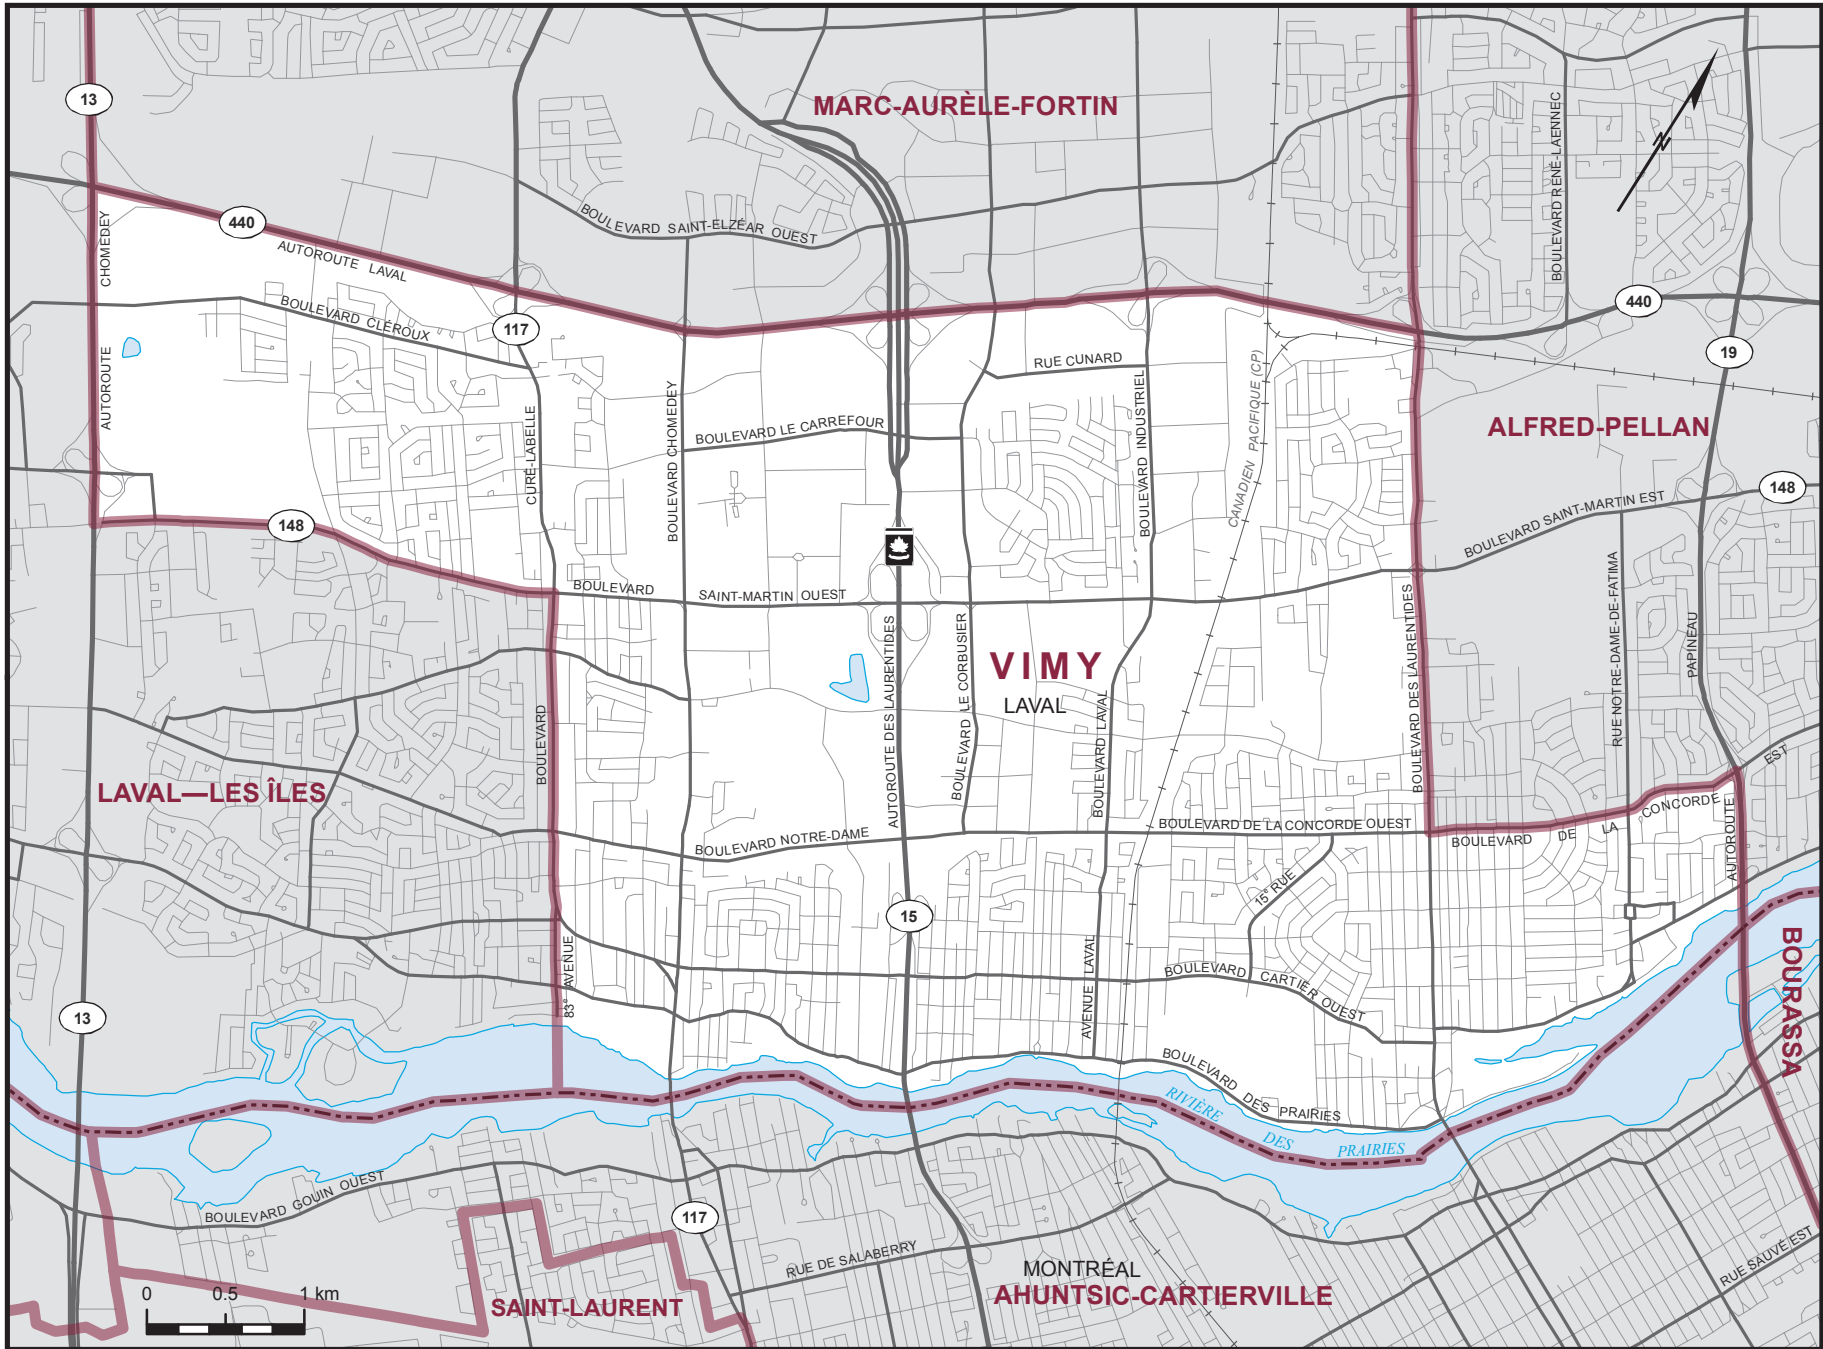 MARC-AURÈLE-FORTIN
13
BOULEVARD RENÉ-LAENNEC
N
440
AUTOROUTE LAVAL
BOULEVARD SAINT-ELZÉAR OUEST
AUTOROUTE CHOMEDEY
440
BOULEVARD CLÉROUX
117
19
RUE CUNARD
CANADIEN PACIFIQUE (CP)
BOULEVARD INDUSTRIEL
BOULEVARD CHOMEDEY
BOULEVARD LE CARREFOUR
CURÉ-LABELLE
ALFRED-PELLAN
148
148
BOULEVARD SAINT-MARTIN EST
BOULEVARD SAINT-MARTIN OUEST
RUE NOTRE-DAME-DE-FATIMA
PAPINEAU
BOULEVARD DES LAURENTIDES
AUTOROUTE DES LAURENTIDES
BOULEVARD LE CORBUSIER
VIMY
LAVAL
BOULEVARD LAVAL
BOULEVARD
LAVAL—LES ÎLES
BOULEVARD NOTRE-DAME
BOULEVARD DE LA CONCORDE OUEST
BOULEVARD DE LA CONCORDE EST
AUTOROUTE
15e RUE
15
83e AVENUE
AVENUE LAVAL
BOULEVARD CARTIER OUEST
BOURASSA
13
BOULEVARD DES PRAIRIES
RIVIÈRE DES PRAIRIES
BOULEVARD GOUIN OUEST
117
RUE DE SALABERRY
MONTRÉAL
AHUNTSIC-CARTIERVILLE
RUE SAUVÉ EST
SAINT-LAURENT
0 0.5 1 km